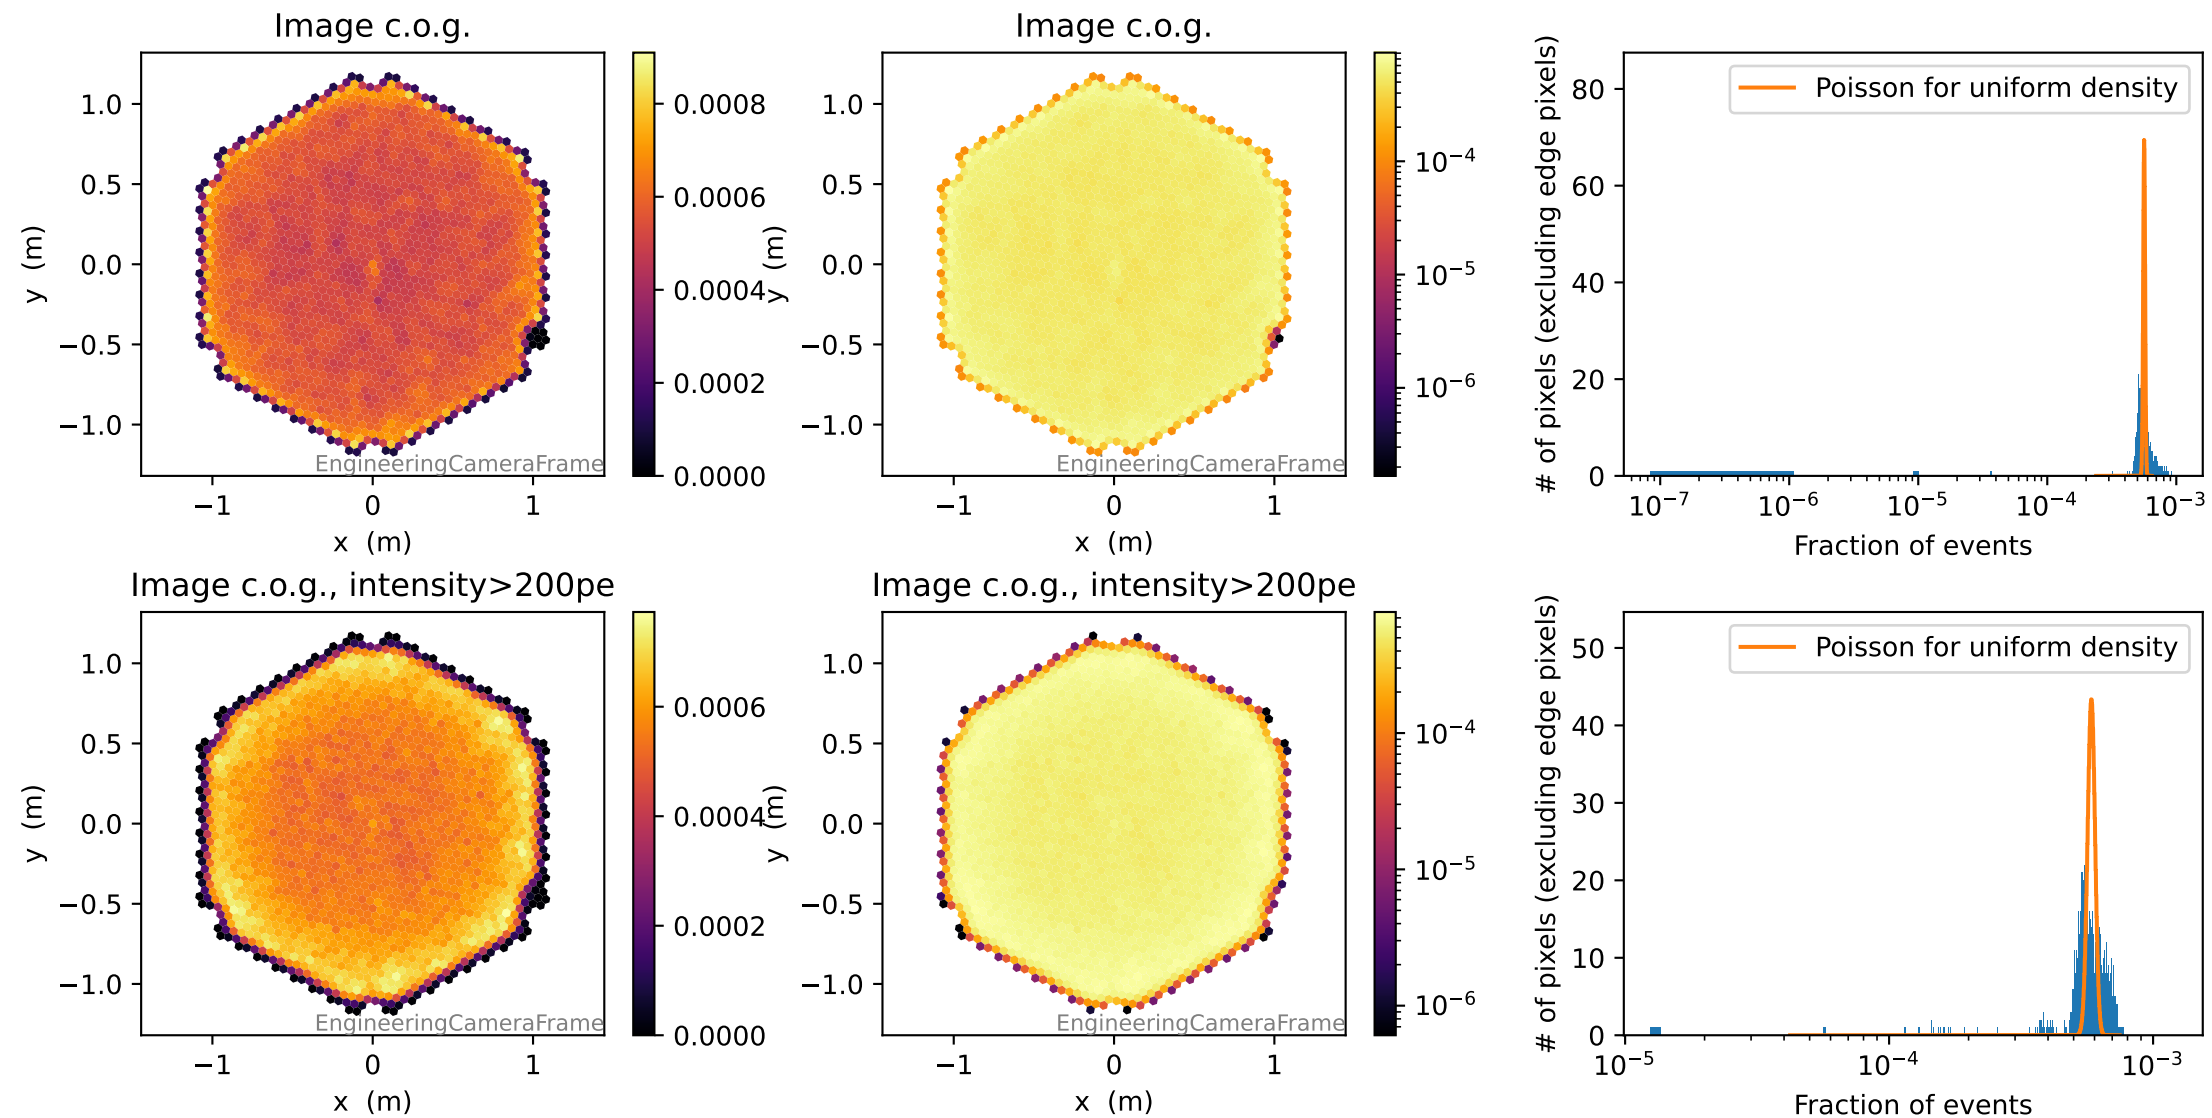 Image c.o.g.
1.0
0.5
0.0
−0.5
−1.0
y (m)
−1 0 1
x (m)
EngineeringCameraFrame
0.0008
0.0006
0.0004
0.0002
0.0000
Image c.o.g.
1.0
0.5
0.0
−0.5
−1.0
y (m)
−1 0 1
x (m)
EngineeringCameraFrame
10⁻⁴
10⁻⁵
10⁻⁶
Poisson for uniform density
80
60
40
20
0
# of pixels (excluding edge pixels)
10⁻⁷ 10⁻⁶ 10⁻⁵ 10⁻⁴ 10⁻³
Fraction of events
Image c.o.g., intensity>200pe
1.0
0.5
0.0
−0.5
−1.0
y (m)
−1 0 1
x (m)
EngineeringCameraFrame
0.0006
0.0004
0.0002
0.0000
Image c.o.g., intensity>200pe
1.0
0.5
0.0
−0.5
−1.0
y (m)
−1 0 1
x (m)
EngineeringCameraFrame
10⁻⁴
10⁻⁵
10⁻⁶
Poisson for uniform density
50
40
30
20
10
0
# of pixels (excluding edge pixels)
10⁻⁵ 10⁻⁴ 10⁻³
Fraction of events